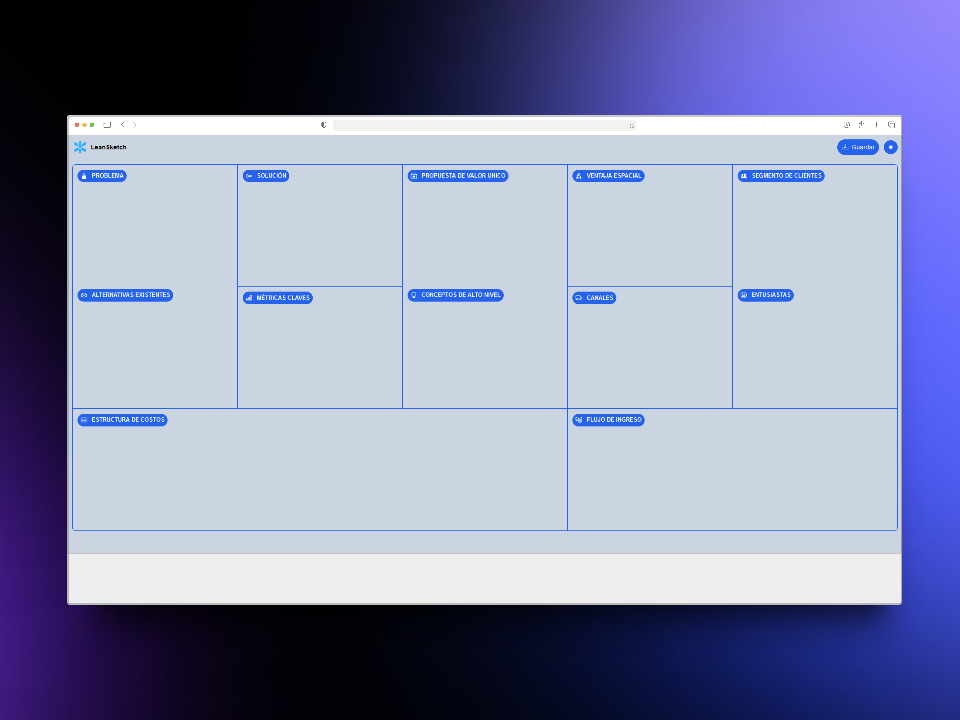 LeanSketch
Guardar
PROBLEMA
SOLUCIÓN
PROPUESTA DE VALOR UNICO
VENTAJA ESPACIAL
SEGMENTO DE CLIENTES
ALTERNATIVAS EXISTENTES
MÉTRICAS CLAVES
CONCEPTOS DE ALTO NIVEL
CANALES
ENTUSIASTAS
ESTRUCTURA DE COSTOS
FLUJO DE INGRESO